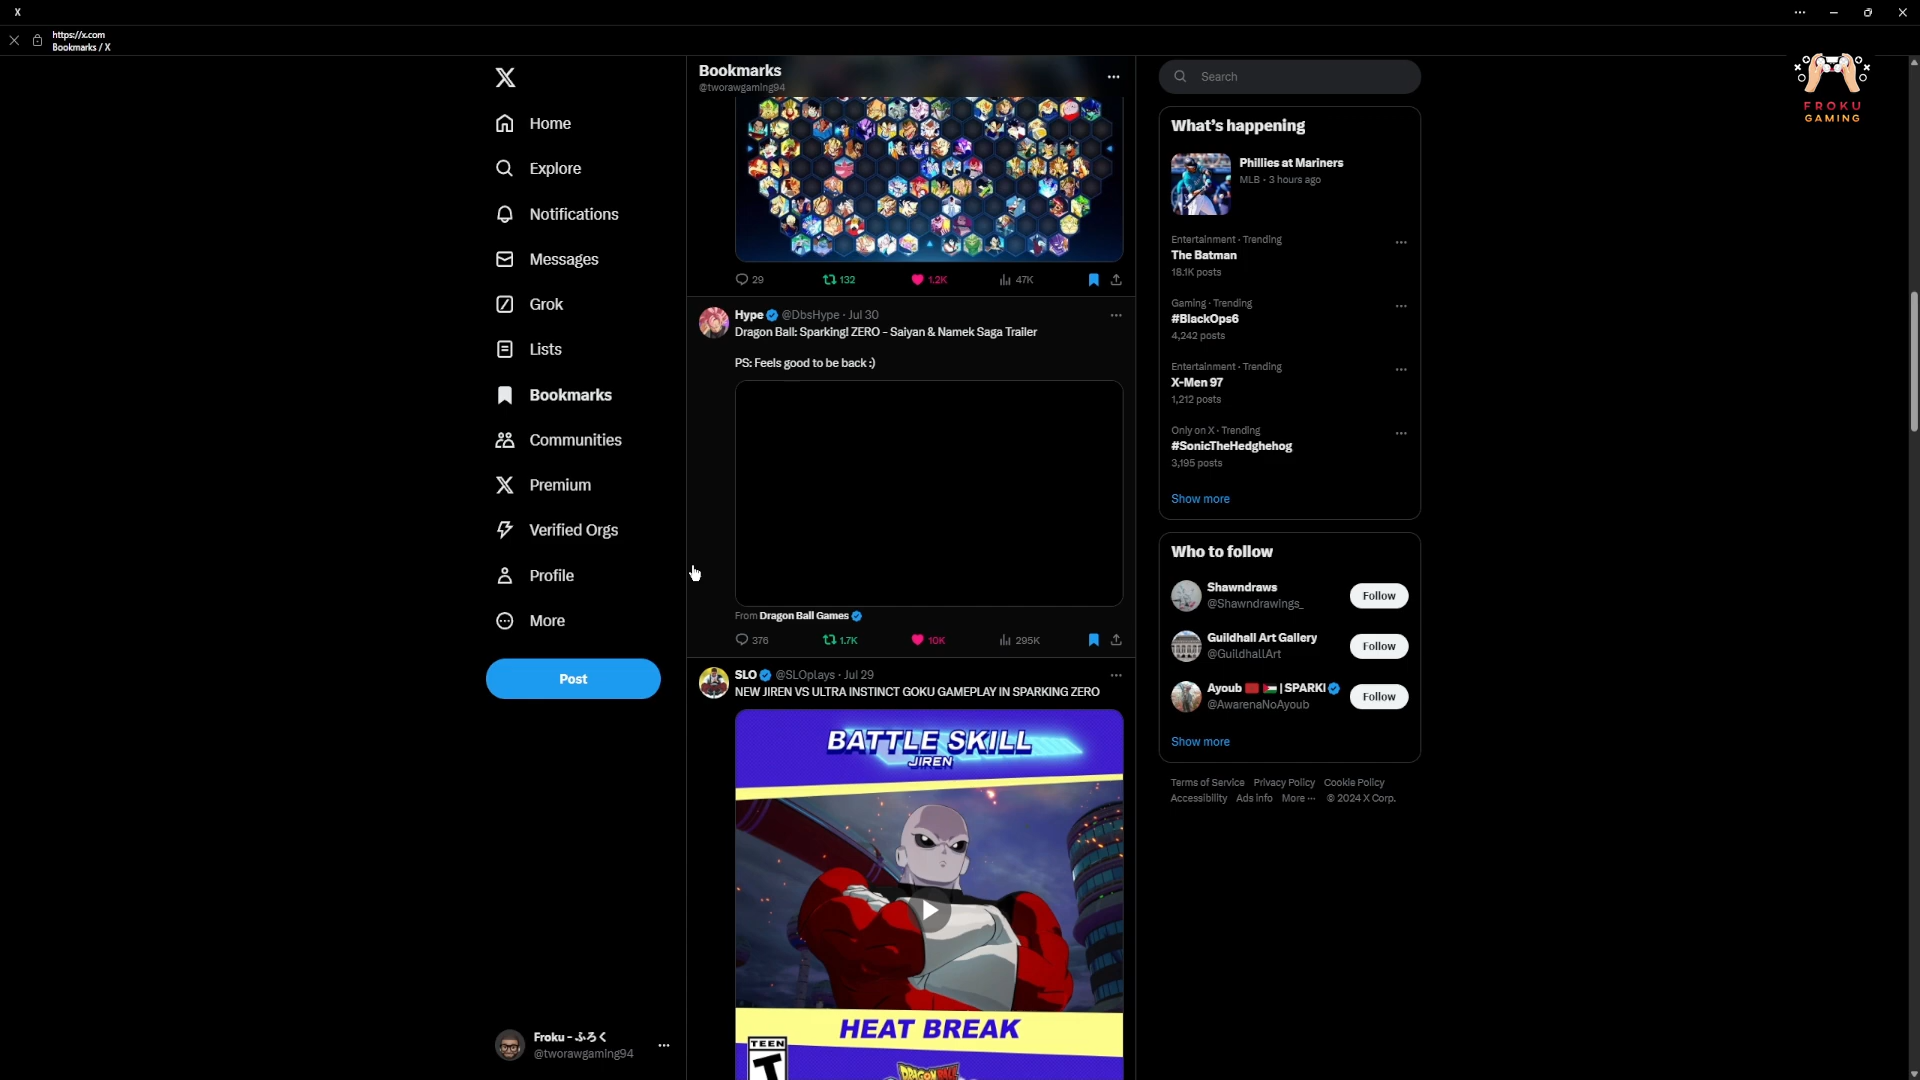 X
https://x.com
Bookmarks / X
FROKU
GAMING
Home
Explore
Notifications
Messages
Grok
Lists
Bookmarks
Communities
Premium
Verified Orgs
Profile
More
Post
Froku - ふろく
@tworawgaming94
Bookmarks
@tworawgaming94
29
132
1.2K
47K
Hype @DbsHype · Jul 30
Dragon Ball: Sparking! ZERO - Saiyan & Namek Saga Trailer
PS: Feels good to be back :)
From Dragon Ball Games
376
1.7K
10K
295K
SLO @SLOplays · Jul 29
NEW JIREN VS ULTRA INSTINCT GOKU GAMEPLAY IN SPARKING ZERO
BATTLE SKILL
JIREN
HEAT BREAK
TEEN
T
DRAGON BALL
Search
What's happening
Phillies at Mariners
MLB · 3 hours ago
Entertainment · Trending
The Batman
18.1K posts
Gaming · Trending
#BlackOps6
4,242 posts
Entertainment · Trending
X-Men 97
1,212 posts
Only on X · Trending
#SonicTheHedghehog
3,195 posts
Show more
Who to follow
Shawndraws
@Shawndrawings_
Follow
Guildhall Art Gallery
@GuildhallArt
Follow
Ayoub | SPARKI
@AwarenaNoAyoub
Follow
Show more
Terms of Service Privacy Policy Cookie Policy
Accessibility Ads info More ··· © 2024 X Corp.